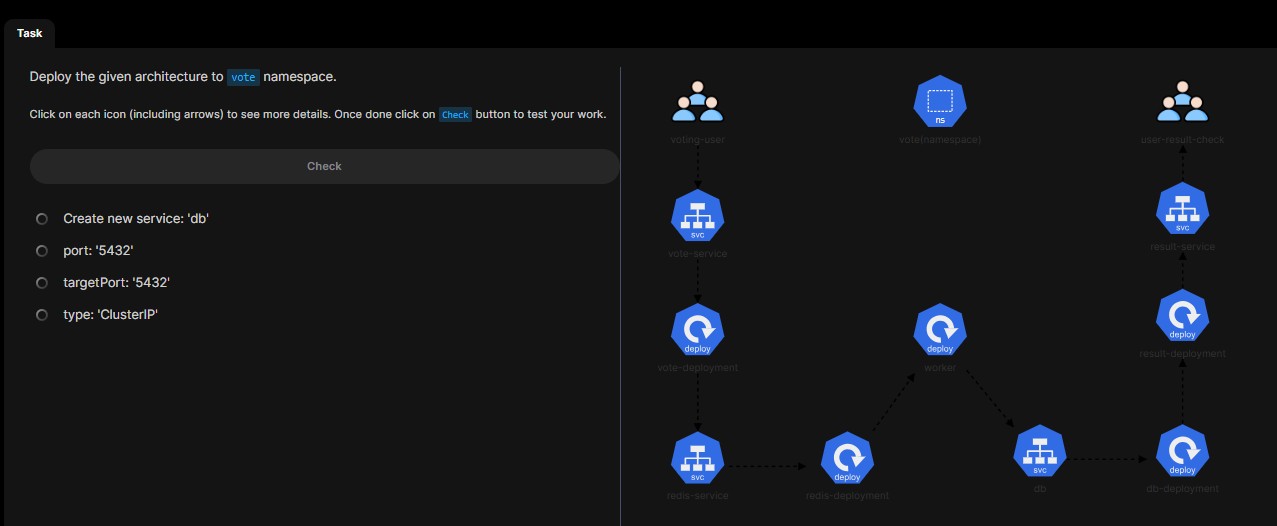 Task
Deploy the given architecture to vote namespace.
Click on each icon (including arrows) to see more details. Once done click on Check button to test your work.
Check
Create new service: 'db'
port: '5432'
targetPort: '5432'
type: 'ClusterIP'
ns
voting-user
vote(namespace)
user-result-check
svc
svc
vote-service
result-service
deploy
deploy
deploy
vote-deployment
worker
result-deployment
svc
deploy
svc
deploy
redis-service
redis-deployment
db
db-deployment